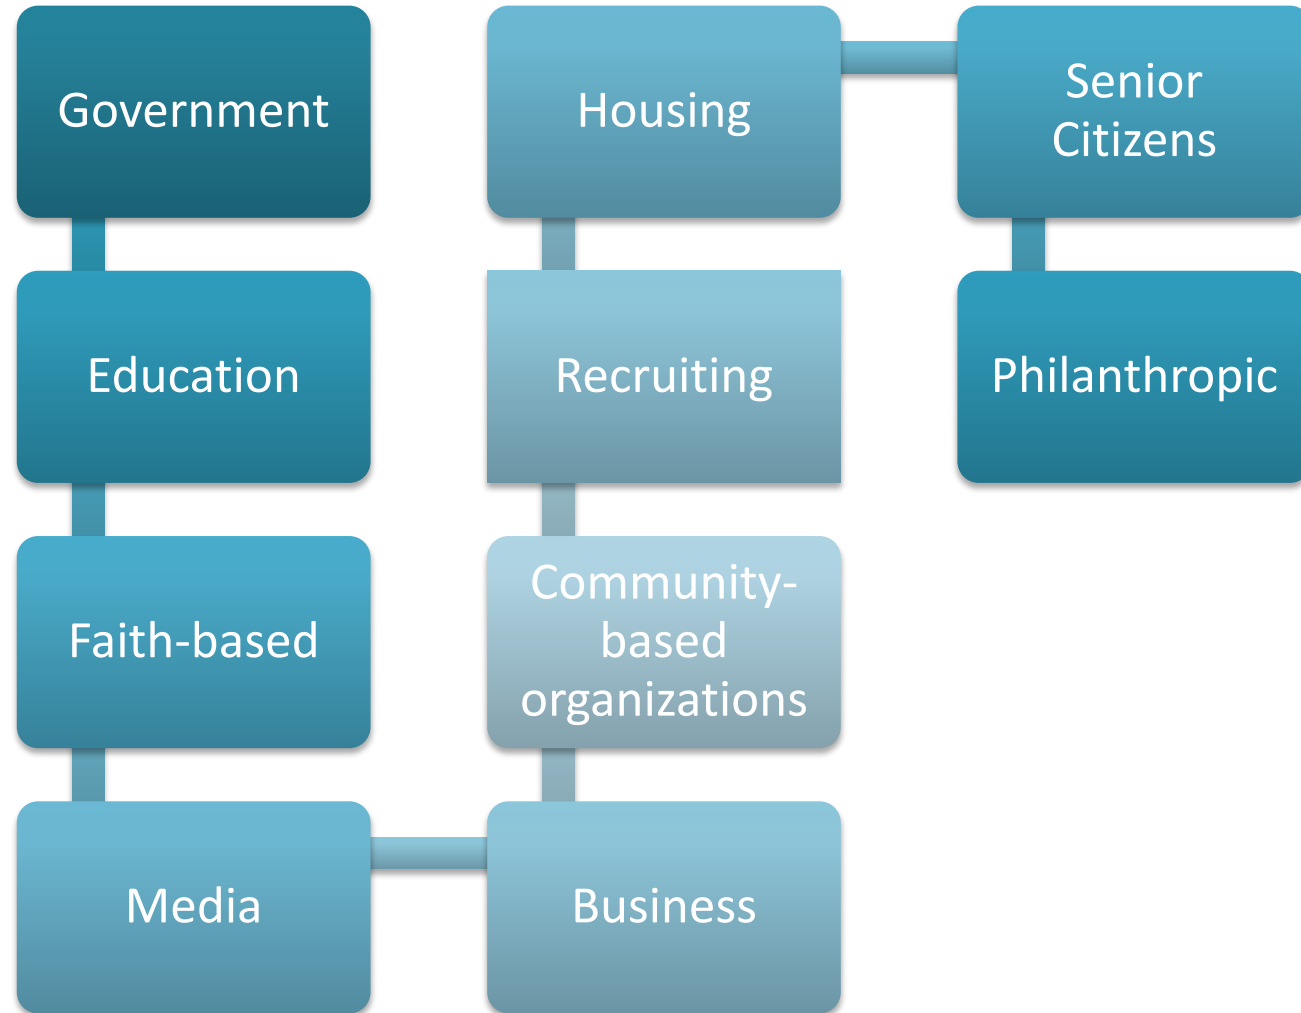 Government
Education
Faith-based
Media
Business
Community-
based
organizations
Recruiting
Housing
Senior
Citizens
Philanthropic